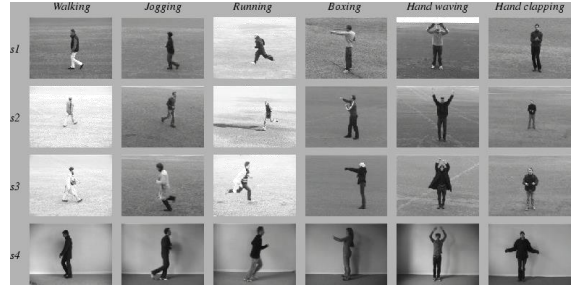 Walking Jogging Running Boxing Hand waving Hand clapping
s1
s2
s3
s4